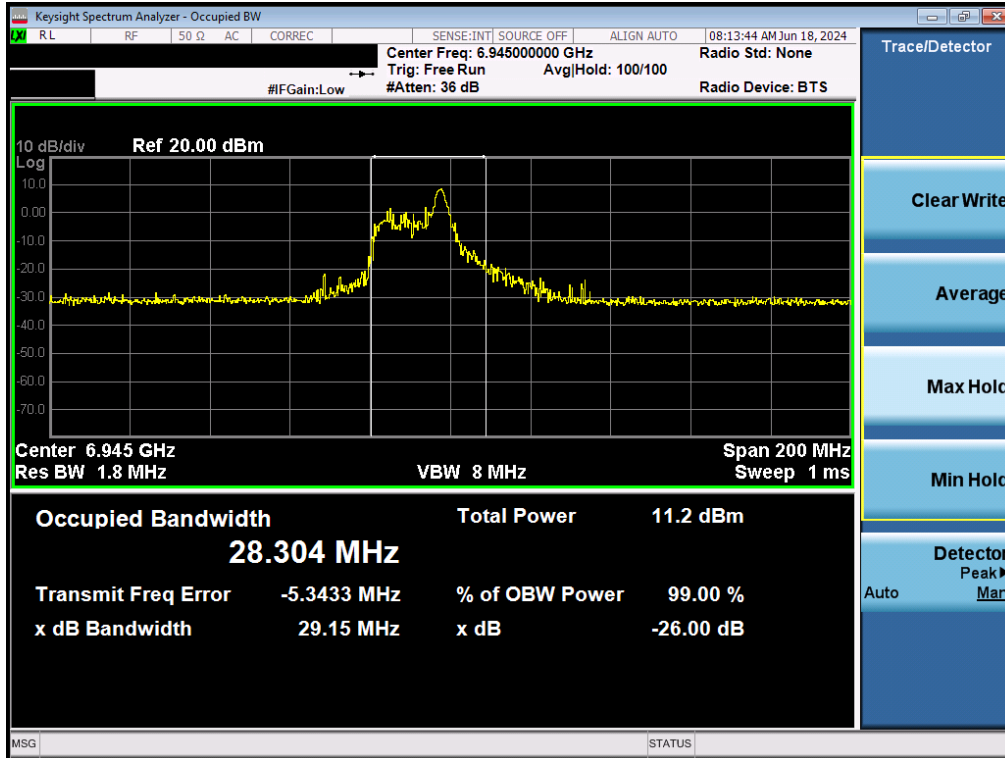 Keysight Spectrum Analyzer - Occupied BW
LXI RL RF 50 Ω AC CORREC SENSE:INT SOURCE OFF ALIGN AUTO 08:13:44 AM Jun 18, 2024
Center Freq: 6.945000000 GHz Radio Std: None
Trig: Free Run Avg|Hold: 100/100
#IFGain:Low #Atten: 36 dB Radio Device: BTS
Trace/Detector
10 dB/div Ref 20.00 dBm
Log
10.0
0.00
-10.0
-20.0
-30.0
-40.0
-50.0
-60.0
-70.0
Center 6.945 GHz Span 200 MHz
Res BW 1.8 MHz VBW 8 MHz Sweep 1 ms
Occupied Bandwidth Total Power 11.2 dBm
28.304 MHz
Transmit Freq Error -5.3433 MHz % of OBW Power 99.00 %
x dB Bandwidth 29.15 MHz x dB -26.00 dB
Clear Write
Average
Max Hold
Min Hold
Detector
Peak
Auto Man
MSG STATUS